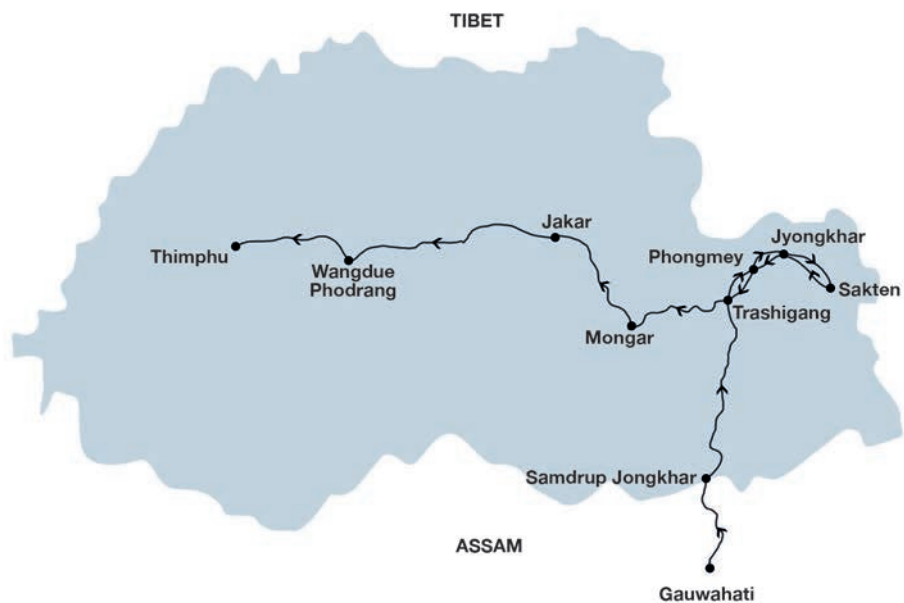 TIBET
Jakar
Jyongkhar
Thimphu
Phongmey
Wangdue
Phodrang
Sakten
Trashigang
Mongar
Samdrup Jongkhar
ASSAM
Gauwahati